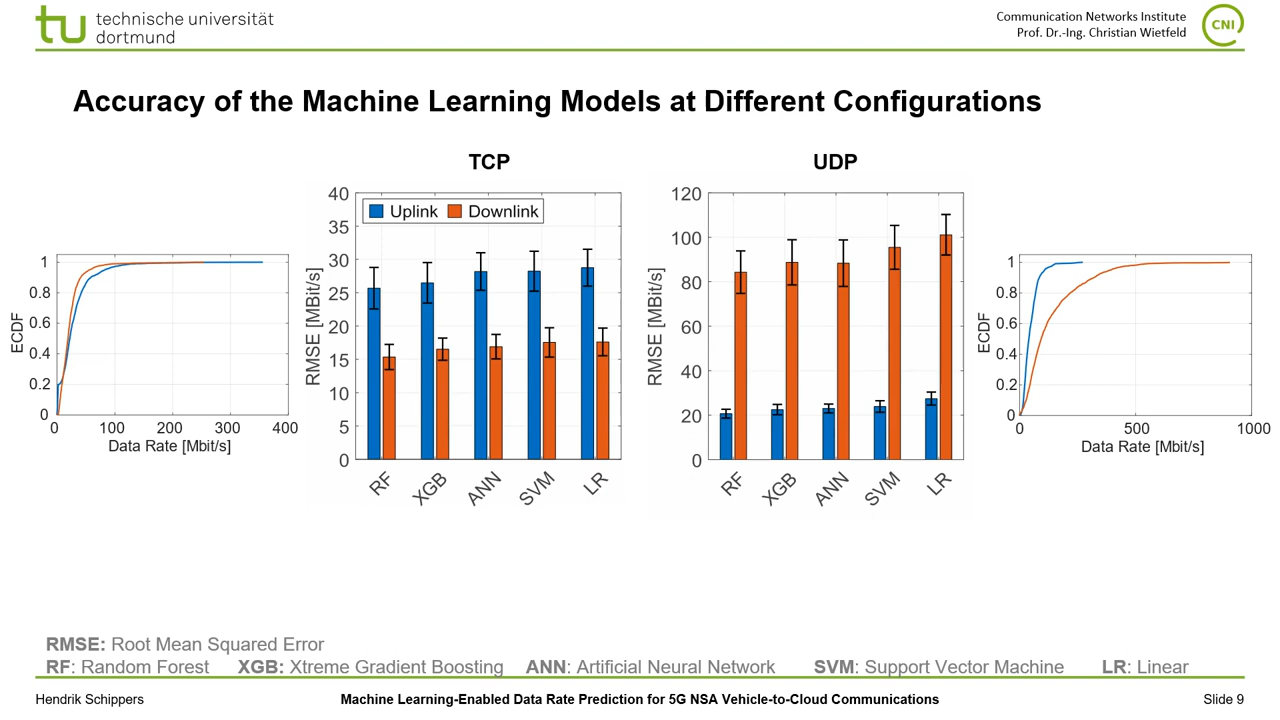 technische universität
dortmund
Communication Networks Institute
Prof. Dr.-Ing. Christian Wietfeld
CNI
Accuracy of the Machine Learning Models at Different Configurations
TCP
UDP
ECDF
1
0.8
0.6
0.4
0.2
0
0 100 200 300 400
Data Rate [Mbit/s]
RMSE [MBit/s]
40
35
30
25
20
15
10
5
0
Uplink Downlink
RF XGB ANN SVM LR
RMSE [MBit/s]
120
100
80
60
40
20
0
RF XGB ANN SVM LR
ECDF
1
0.8
0.6
0.4
0.2
0
0 500 1000
Data Rate [Mbit/s]
RMSE: Root Mean Squared Error
RF: Random Forest XGB: Xtreme Gradient Boosting ANN: Artificial Neural Network SVM: Support Vector Machine LR: Linear
Hendrik Schippers Machine Learning-Enabled Data Rate Prediction for 5G NSA Vehicle-to-Cloud Communications Slide 9